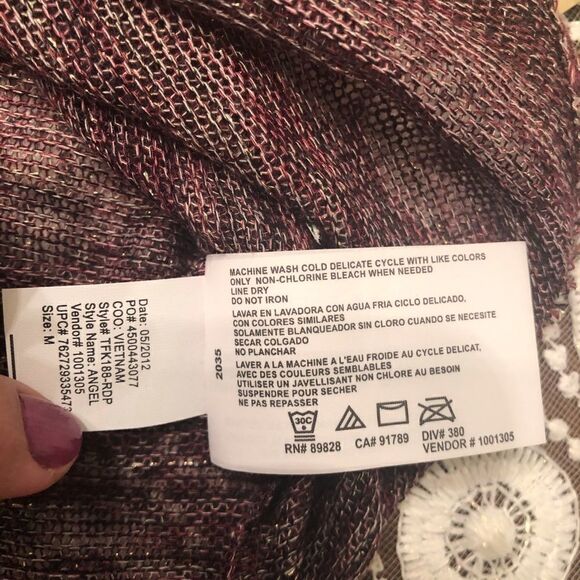 Date: 05/2012
PO# 4500443077
COO: VIETNAM
Style# TFK188-RDP
Style Name: ANGEL
Vendor# 1001305
UPC# 762728335473
Size: M
2035
MACHINE WASH COLD DELICATE CYCLE WITH LIKE COLORS
ONLY NON-CHLORINE BLEACH WHEN NEEDED
LINE DRY
DO NOT IRON
LAVAR EN LAVADORA CON AGUA FRIA CICLO DELICADO,
CON COLORES SIMILARES
SOLAMENTE BLANQUEADOR SIN CLORO CUANDO SE NECESITE
SECAR COLGADO
NO PLANCHAR
LAVER A LA MACHINE A L'EAU FROIDE AU CYCLE DELICAT,
AVEC DES COULEURS SEMBLABLES
UTILISER UN JAVELLISANT NON CHLORE AU BESOIN
SUSPENDRE POUR SECHER
NE PAS REPASSER
30C
RN# 89828 CA# 91789 DIV# 380
VENDOR # 1001305